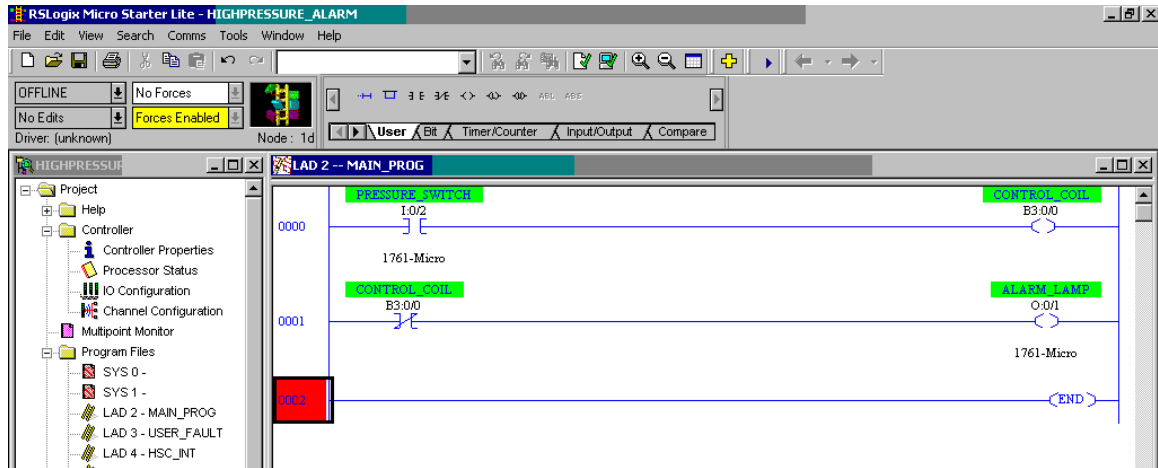 RSLogix Micro Starter Lite - HIGHPRESSURE_ALARM
File Edit View Search Comms Tools Window Help
OFFLINE No Forces
No Edits Forces Enabled
Driver: (unknown) Node : 1d
ABL ABS
User Bit Timer/Counter Input/Output Compare
HIGHPRESSUR
LAD 2 -- MAIN_PROG
Project
Help
Controller
Controller Properties
Processor Status
IO Configuration
Channel Configuration
Multipoint Monitor
Program Files
SYS 0 -
SYS 1 -
LAD 2 - MAIN_PROG
LAD 3 - USER_FAULT
LAD 4 - HSC_INT
PRESSURE_SWITCH CONTROL_COIL
I:0/2 B3:0/0
0000
1761-Micro
CONTROL_COIL ALARM_LAMP
B3:0/0 O:0/1
0001
1761-Micro
0002 END